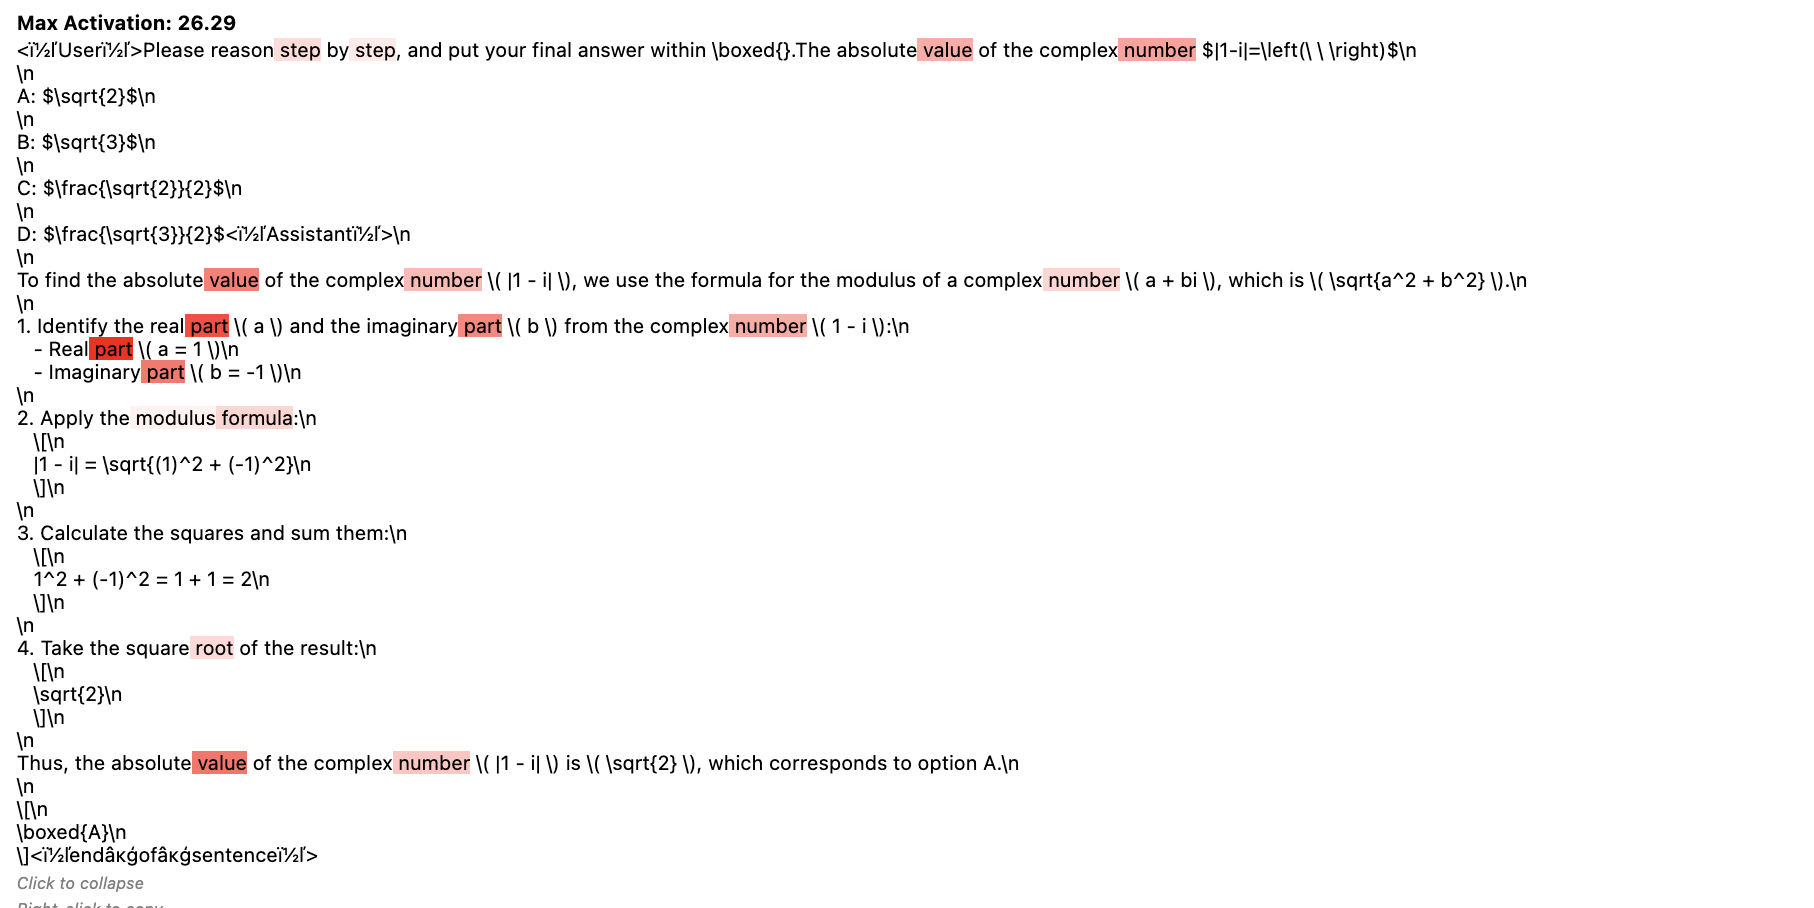 Max Activation: 26.29
<ï½ľUserï½ľ>Please reason step by step, and put your final answer within \boxed{}.The absolute value of the complex number $|1-i|=\left(\ \ \right)$\n
\n
A: $\sqrt{2}$\n
\n
B: $\sqrt{3}$\n
\n
C: $\frac{\sqrt{2}}{2}$\n
\n
D: $\frac{\sqrt{3}}{2}$<ï½ľAssistantï½ľ>\n
\n
To find the absolute value of the complex number \( |1 - i| \), we use the formula for the modulus of a complex number \( a + bi \), which is \( \sqrt{a^2 + b^2} \).\n
\n
1. Identify the real part \( a \) and the imaginary part \( b \) from the complex number \( 1 - i \):\n
- Real part \( a = 1 \)\n
- Imaginary part \( b = -1 \)\n
\n
2. Apply the modulus formula:\n
\[\n
|1 - i| = \sqrt{(1)^2 + (-1)^2}\n
\]\n
\n
3. Calculate the squares and sum them:\n
\[\n
1^2 + (-1)^2 = 1 + 1 = 2\n
\]\n
\n
4. Take the square root of the result:\n
\[\n
\sqrt{2}\n
\]\n
\n
Thus, the absolute value of the complex number \( |1 - i| \) is \( \sqrt{2} \), which corresponds to option A.\n
\n
\[\n
\boxed{A}\n
\]<ï½ľendâĸģofâĸģsentenceï½ľ>
Click to collapse
Right-click to copy